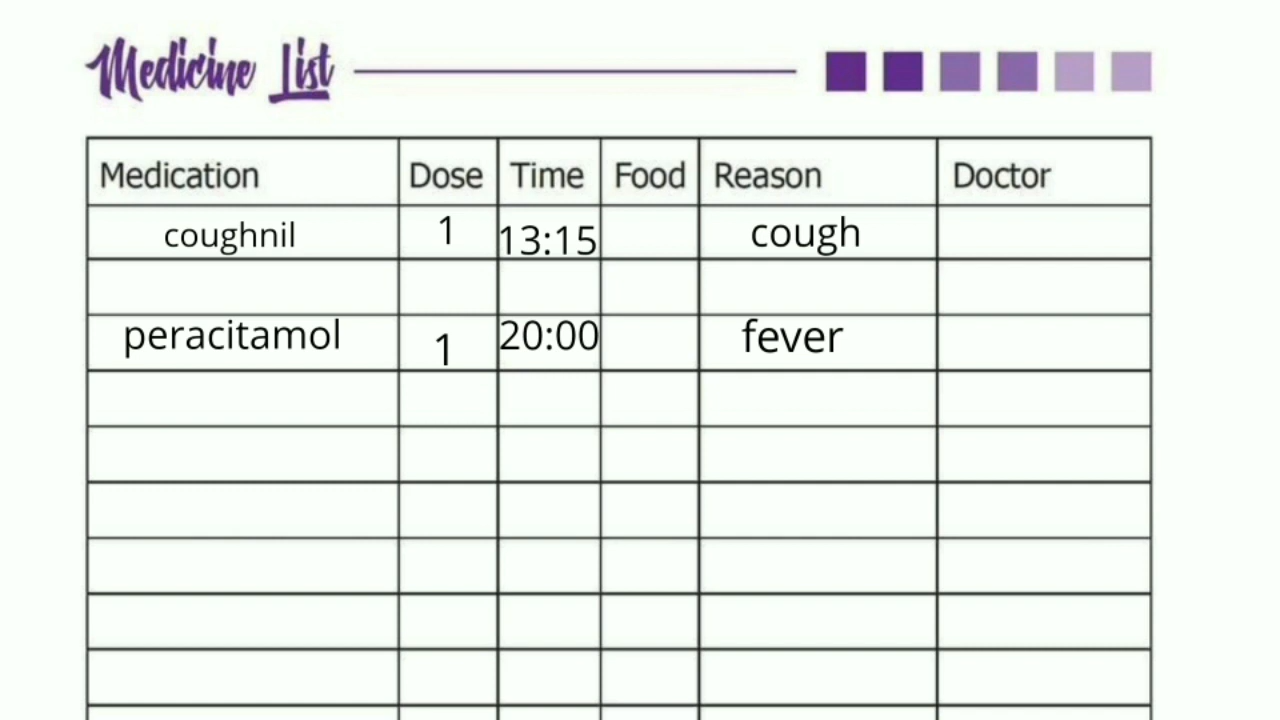 Medicine List
Medication Dose Time Food Reason Doctor
coughnil 1 13:15 cough
peracitamol 1 20:00 fever